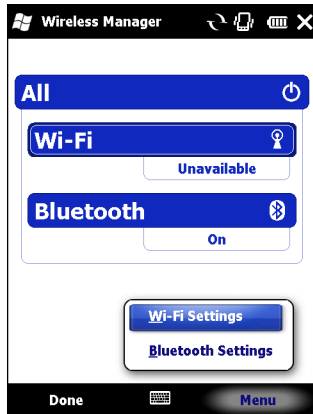 Wireless Manager
All
Wi-Fi
Unavailable
Bluetooth
On
Wi-Fi Settings
Bluetooth Settings
Done Menu